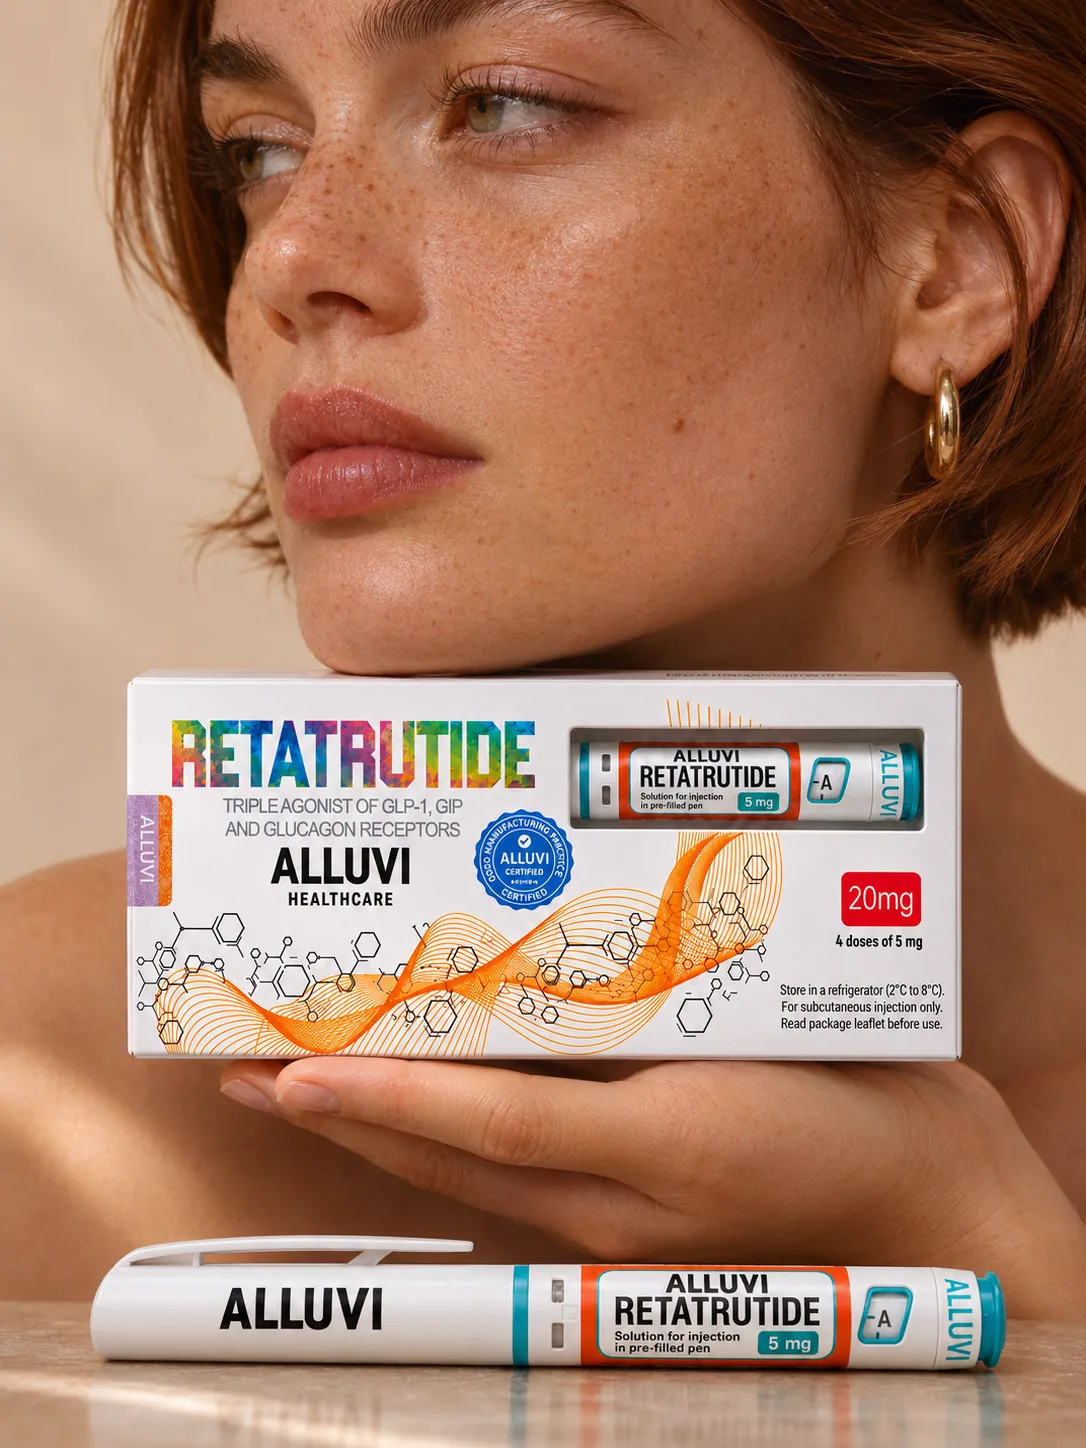 RETATRUTIDE
TRIPLE AGONIST OF GLP-1, GIP
AND GLUCAGON RECEPTORS
ALLUVI
HEALTHCARE
ALLUVI
ALLUVI
CERTIFIED
CERTIFIED
ALLUVI
RETATRUTIDE
Solution for injection
in pre-filled pen
5 mg
A
ALLUVI
20mg
4 doses of 5 mg
Store in a refrigerator (2°C to 8°C).
For subcutaneous injection only.
Read package leaflet before use.
ALLUVI
ALLUVI
RETATRUTIDE
Solution for injection
in pre-filled pen
5 mg
A
ALLUVI